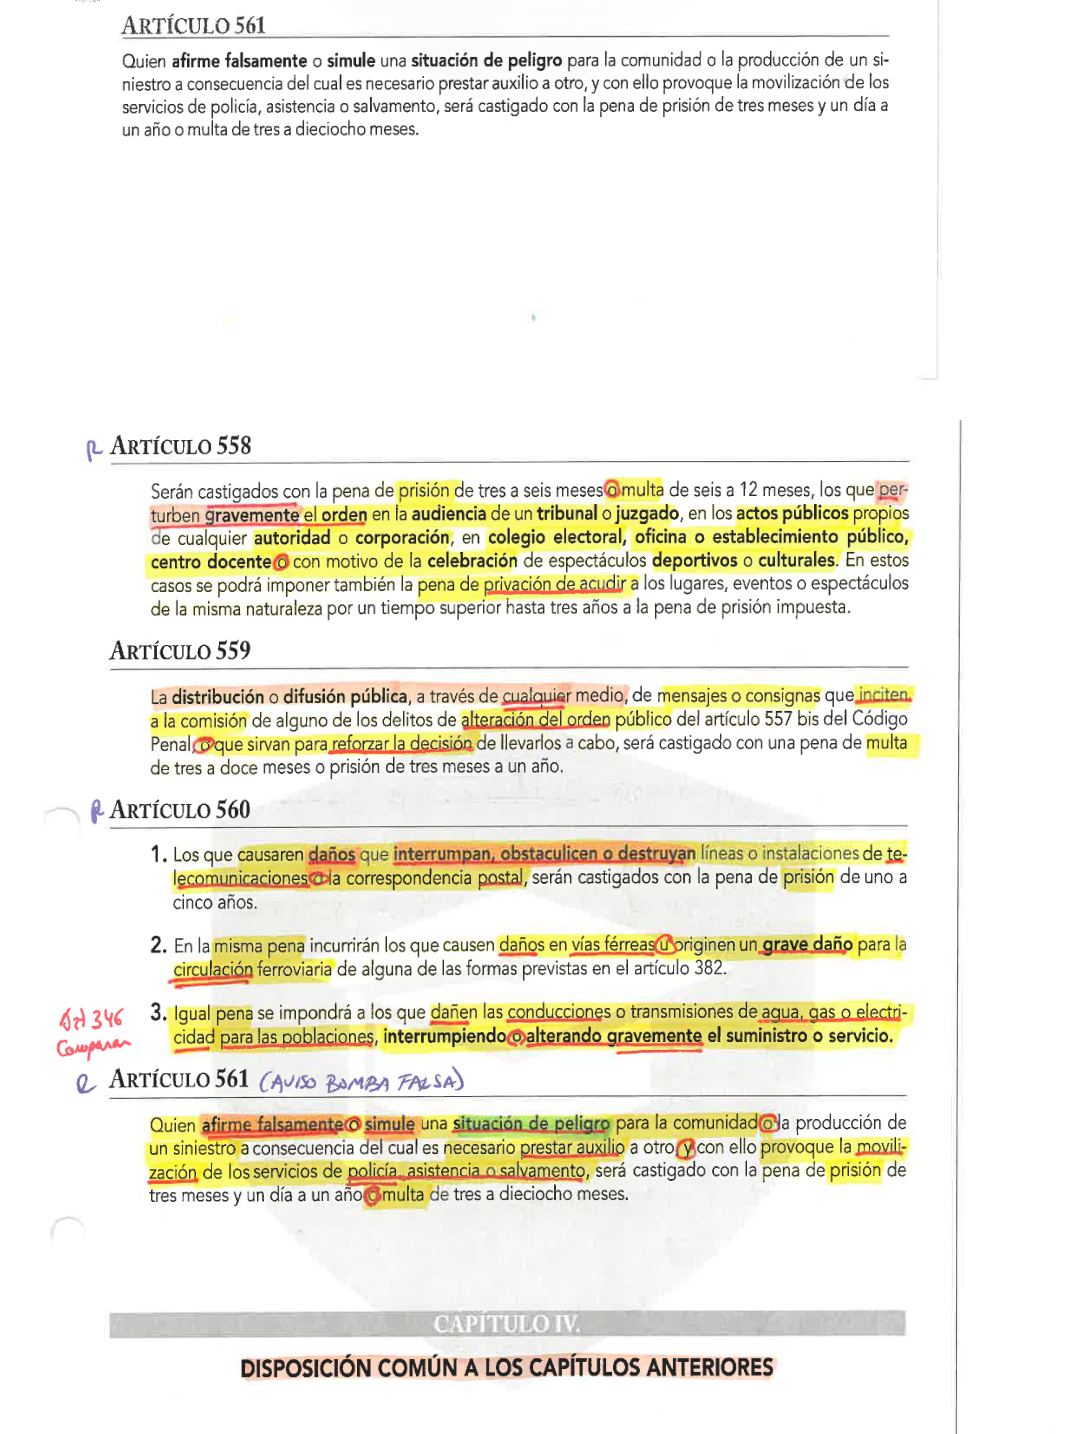 ARTÍCULO 561
Quien afirme falsamente o simule una situación de peligro para la comunidad o la producción de un si-
niestro a consecuencia del cual es necesario prestar auxilio a otro, y con ello provoque la movilización de los
servicios de policía, asistencia o salvamento, será castigado con la pena de prisión de tres meses y un día a
un año o multa de tres a dieciocho meses.
R ARTÍCULO 558
Serán castigados con la pena de prisión de tres a seis meses o multa de seis a 12 meses, los que per-
turben gravemente el orden en la audiencia de un tribunal o juzgado, en los actos públicos propios
de cualquier autoridad o corporación, en colegio electoral, oficina o establecimiento público,
centro docente o con motivo de la celebración de espectáculos deportivos o culturales. En estos
casos se podrá imponer también la pena de privación de acudir a los lugares, eventos o espectáculos
de la misma naturaleza por un tiempo superior hasta tres años a la pena de prisión impuesta.
ARTÍCULO 559
La distribución o difusión pública, a través de cualquier medio, de mensajes o consignas que inciten
a la comisión de alguno de los delitos de alteración del orden público del artículo 557 bis del Código
Penal, o que sirvan para reforzar la decisión de llevarlos a cabo, será castigado con una pena de multa
de tres a doce meses o prisión de tres meses a un año.
R ARTÍCULO 560
1. Los que causaren daños que interrumpan, obstaculicen o destruyan líneas o instalaciones de te-
lecomunicaciones o la correspondencia postal, serán castigados con la pena de prisión de uno a
cinco años.
2. En la misma pena incurrirán los que causen daños en vías férreas u originen un grave daño para la
circulación ferroviaria de alguna de las formas previstas en el artículo 382.
3. Igual pena se impondrá a los que dañen las conducciones o transmisiones de agua, gas o electri-
cidad para las poblaciones, interrumpiendo o alterando gravemente el suministro o servicio.
Art 346
Comparar
R ARTÍCULO 561 (AVISO BOMBA FALSA)
Quien afirme falsamente o simule una situación de peligro para la comunidad o la producción de
un siniestro a consecuencia del cual es necesario prestar auxilio a otro, y con ello provoque la movili-
zación de los servicios de policía, asistencia o salvamento, será castigado con la pena de prisión de
tres meses y un día a un año o multa de tres a dieciocho meses.
CAPÍTULO IV.
DISPOSICIÓN COMÚN A LOS CAPÍTULOS ANTERIORES